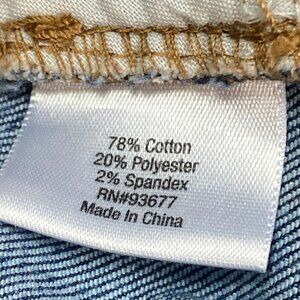 78% Cotton
20% Polyester
2% Spandex
RN#93677
Made In China